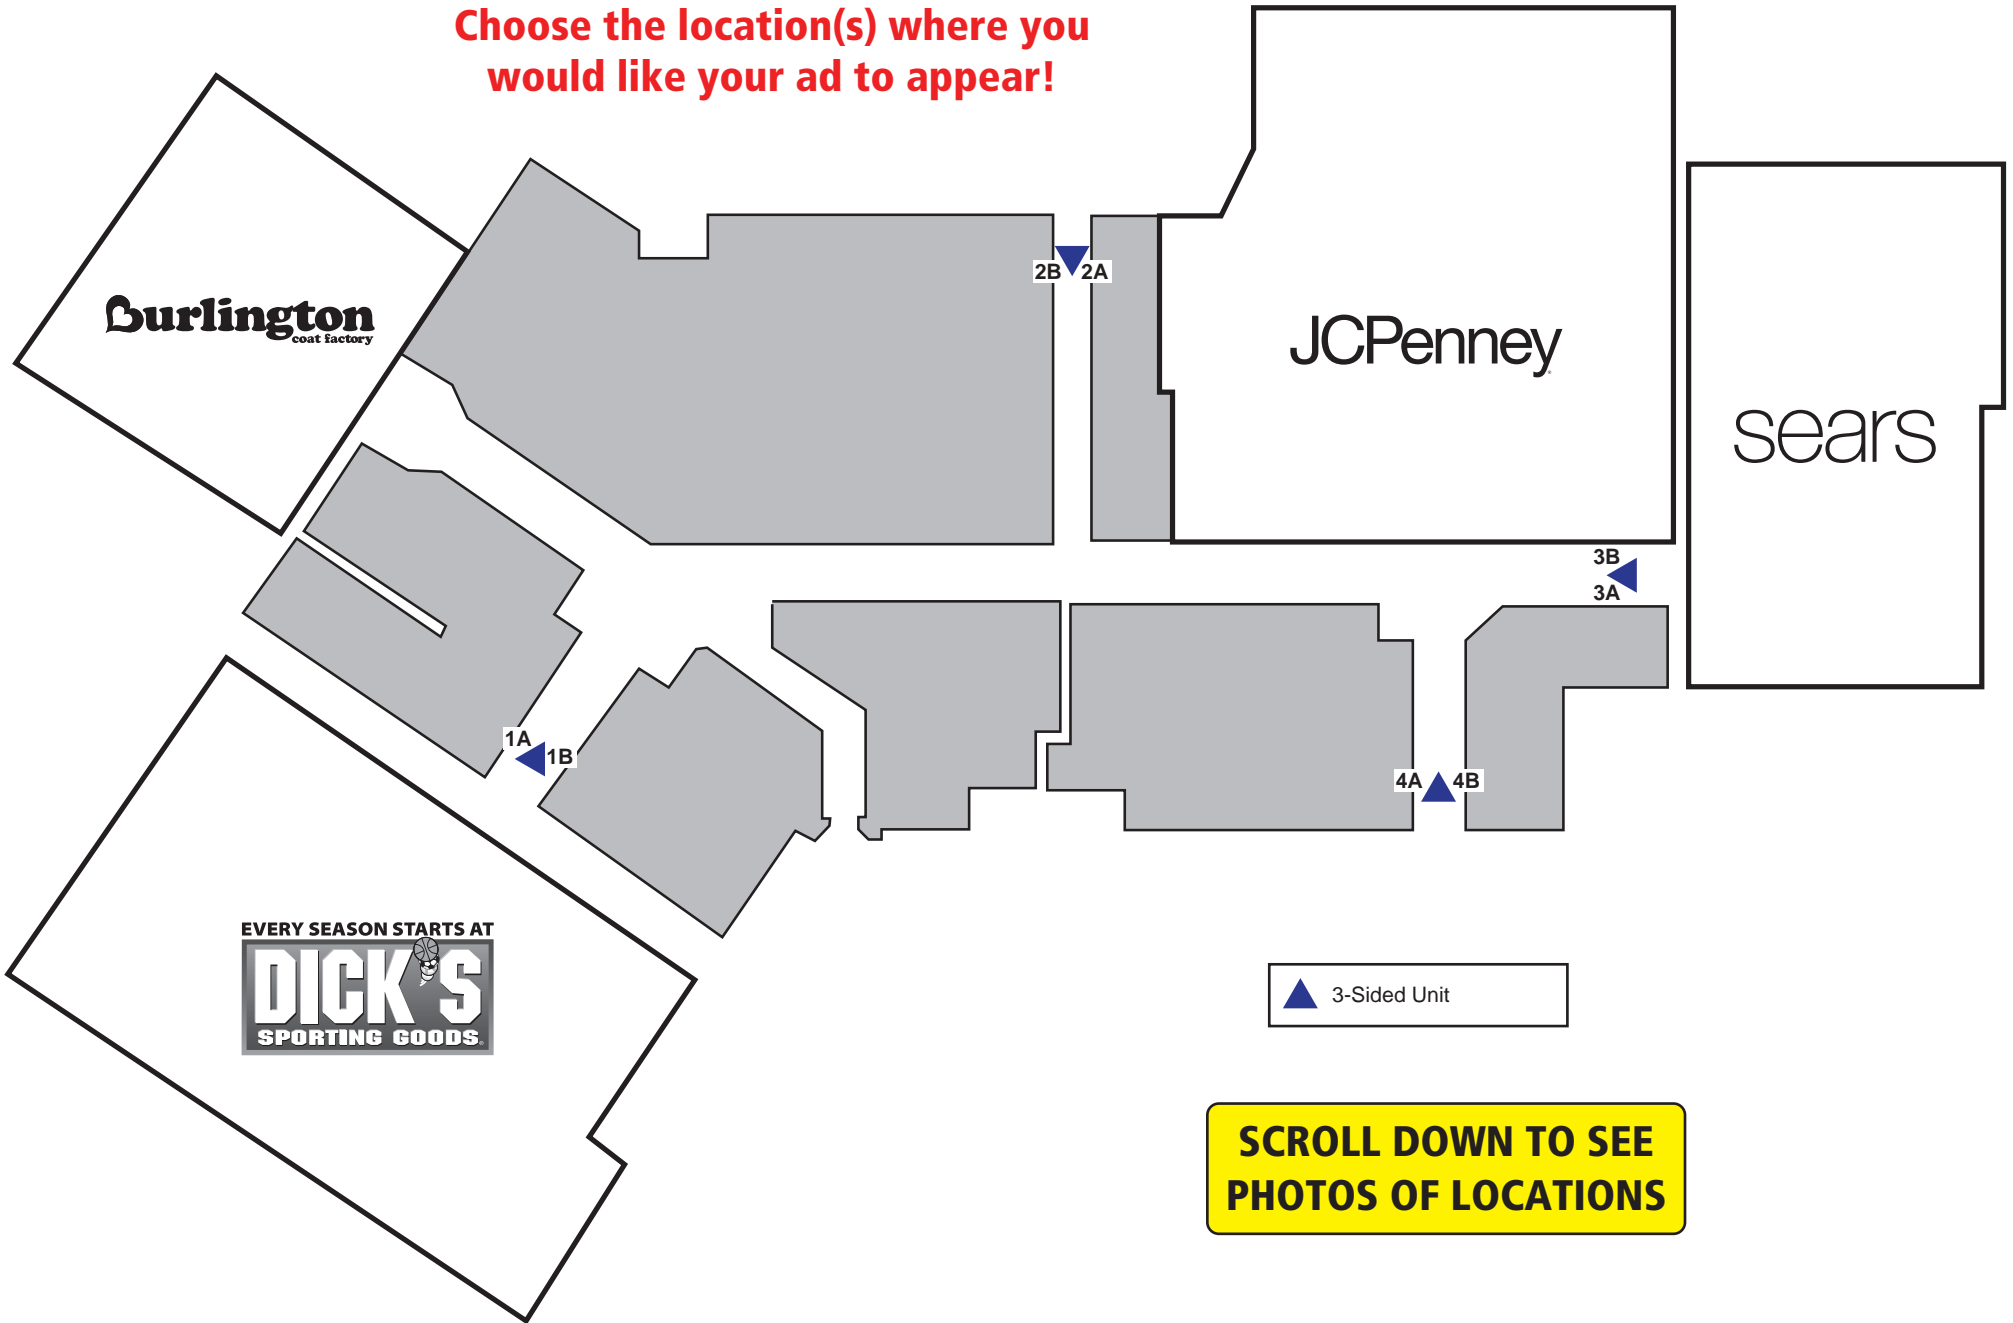 Choose the location(s) where you
would like your ad to appear!
Burlington
coat factory
2B
2A
JCPenney
sears
3B
3A
1A
1B
4A
4B
EVERY SEASON STARTS AT
DICK'S
SPORTING GOODS
3-Sided Unit
SCROLL DOWN TO SEE
PHOTOS OF LOCATIONS